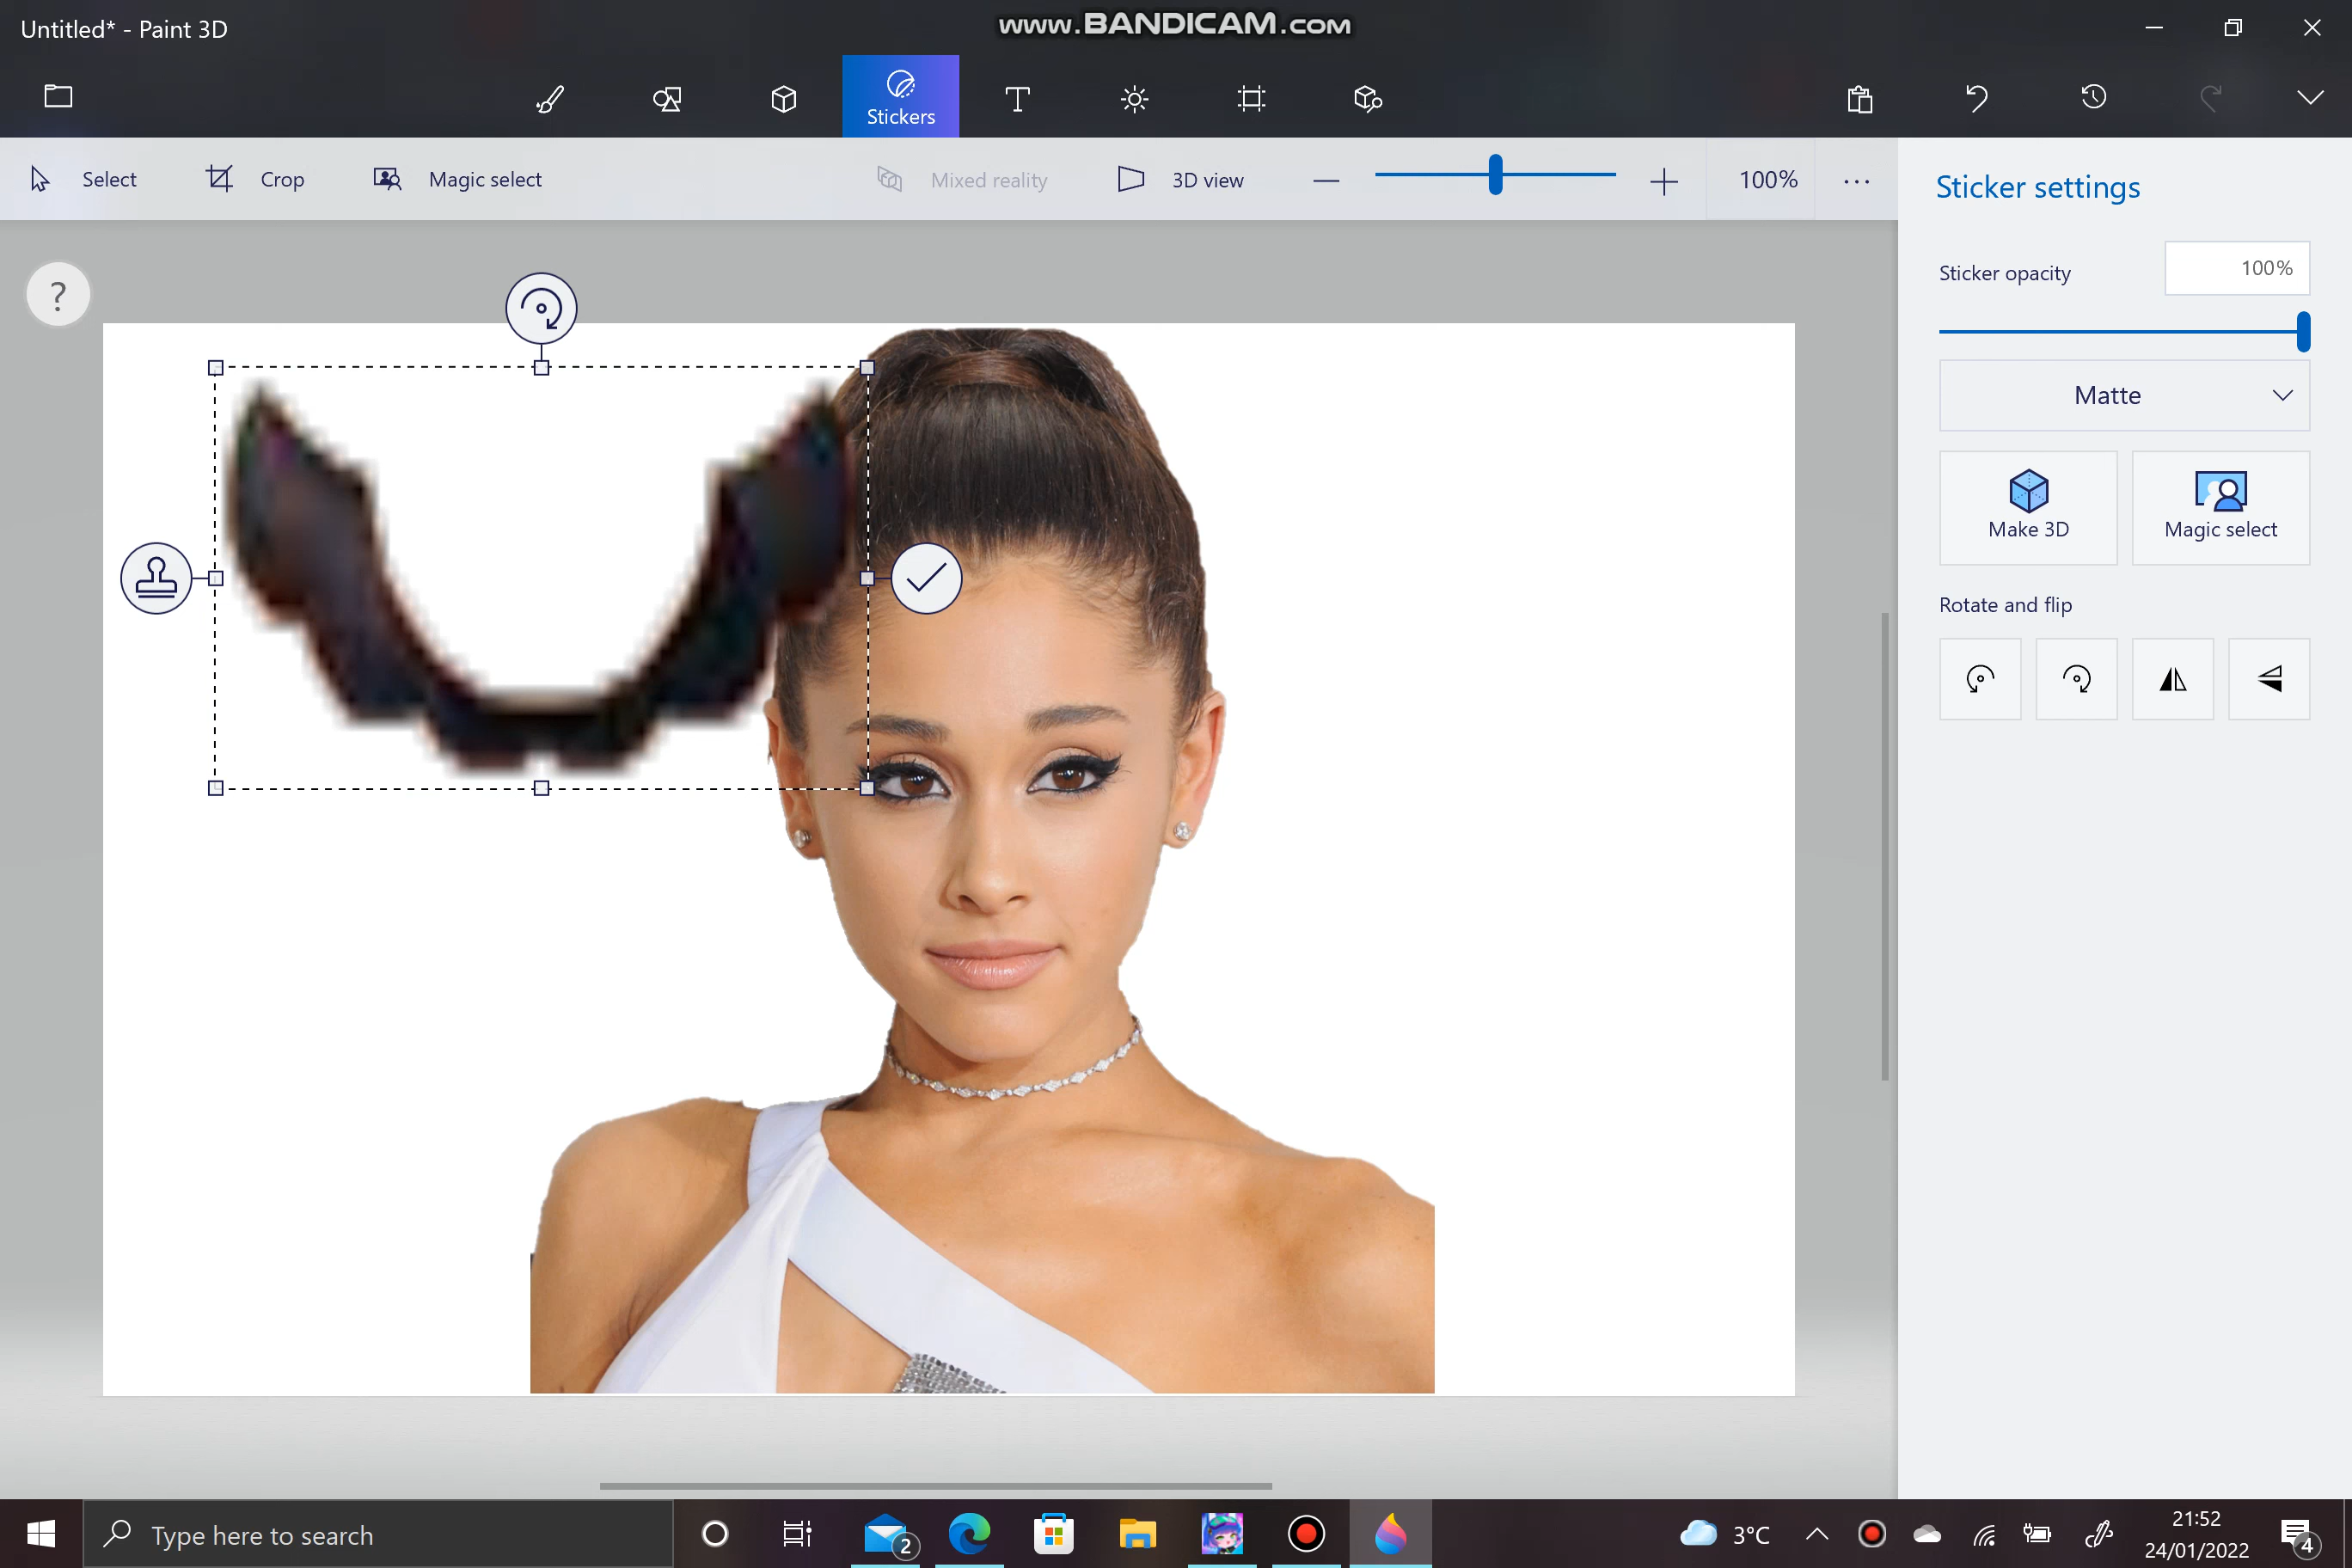 Untitled* - Paint 3D
www.BANDICAM.com
Stickers
Select
Crop
Magic select
Mixed reality
3D view
100%
Sticker settings
Sticker opacity
100%
Matte
Make 3D
Magic select
Rotate and flip
?
Type here to search
2
3°C
21:52
24/01/2022
4